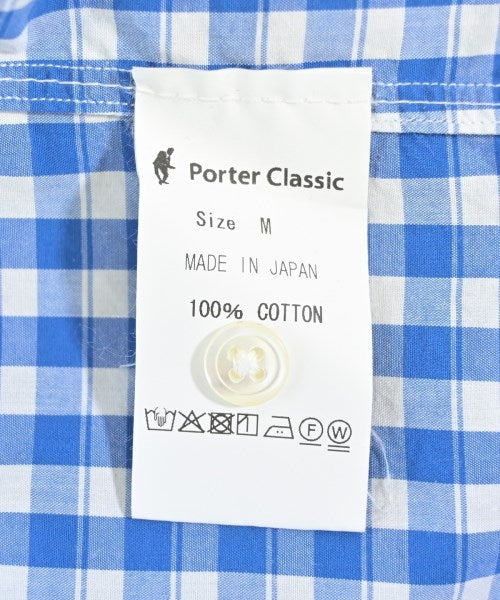 Porter Classic
Size M
MADE IN JAPAN
100% COTTON
F W